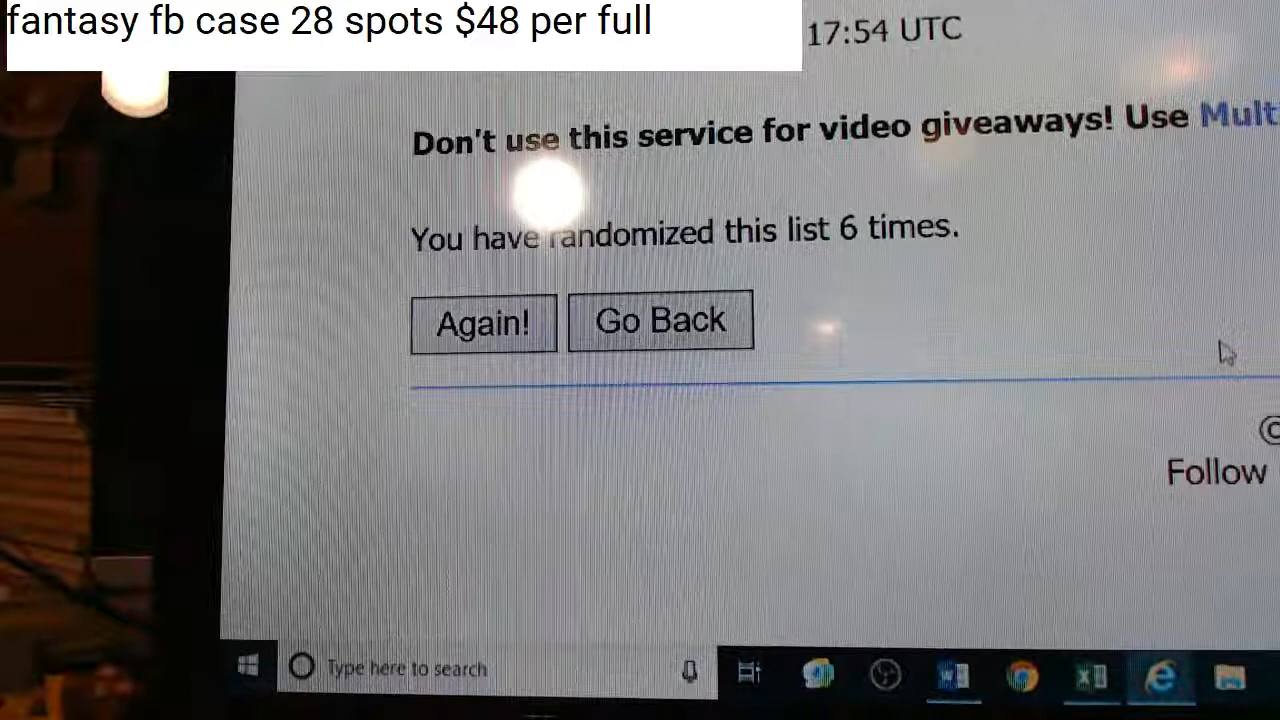 fantasy fb case 28 spots $48 per full
17:54 UTC
Don't use this service for video giveaways! Use Mult
You have randomized this list 6 times.
Again! Go Back
©
Follow
Type here to search